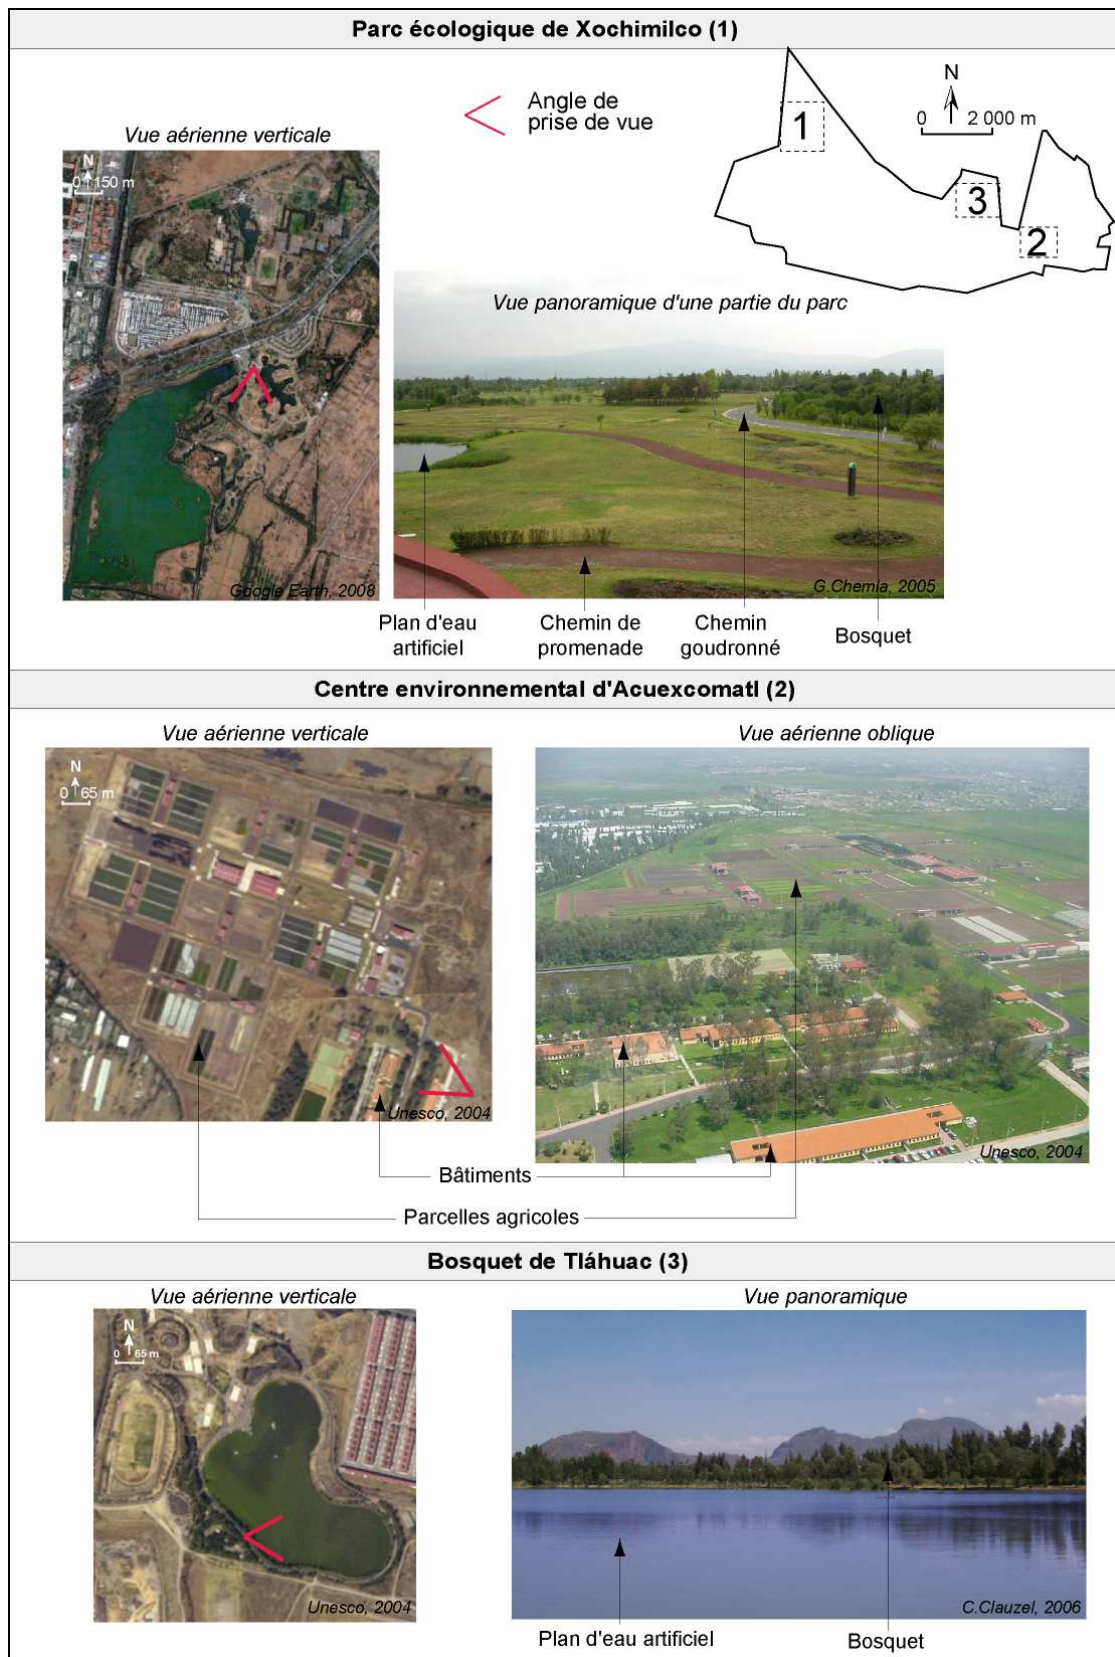 Parc écologique de Xochimilco (1)
Angle de
prise de vue
N
0 2 000 m
1
3
2
Vue aérienne verticale
N
0 150 m
Google Earth, 2008
Vue panoramique d'une partie du parc
G.Chemla, 2005
Plan d'eau
artificiel
Chemin de
promenade
Chemin
goudronné
Bosquet
Centre environnemental d'Acuexcomatl (2)
Vue aérienne verticale
N
0 65 m
Unesco, 2004
Vue aérienne oblique
Unesco, 2004
Bâtiments
Parcelles agricoles
Bosquet de Tláhuac (3)
Vue aérienne verticale
N
0 65 m
Unesco, 2004
Vue panoramique
C.Clauzel, 2006
Plan d'eau artificiel
Bosquet